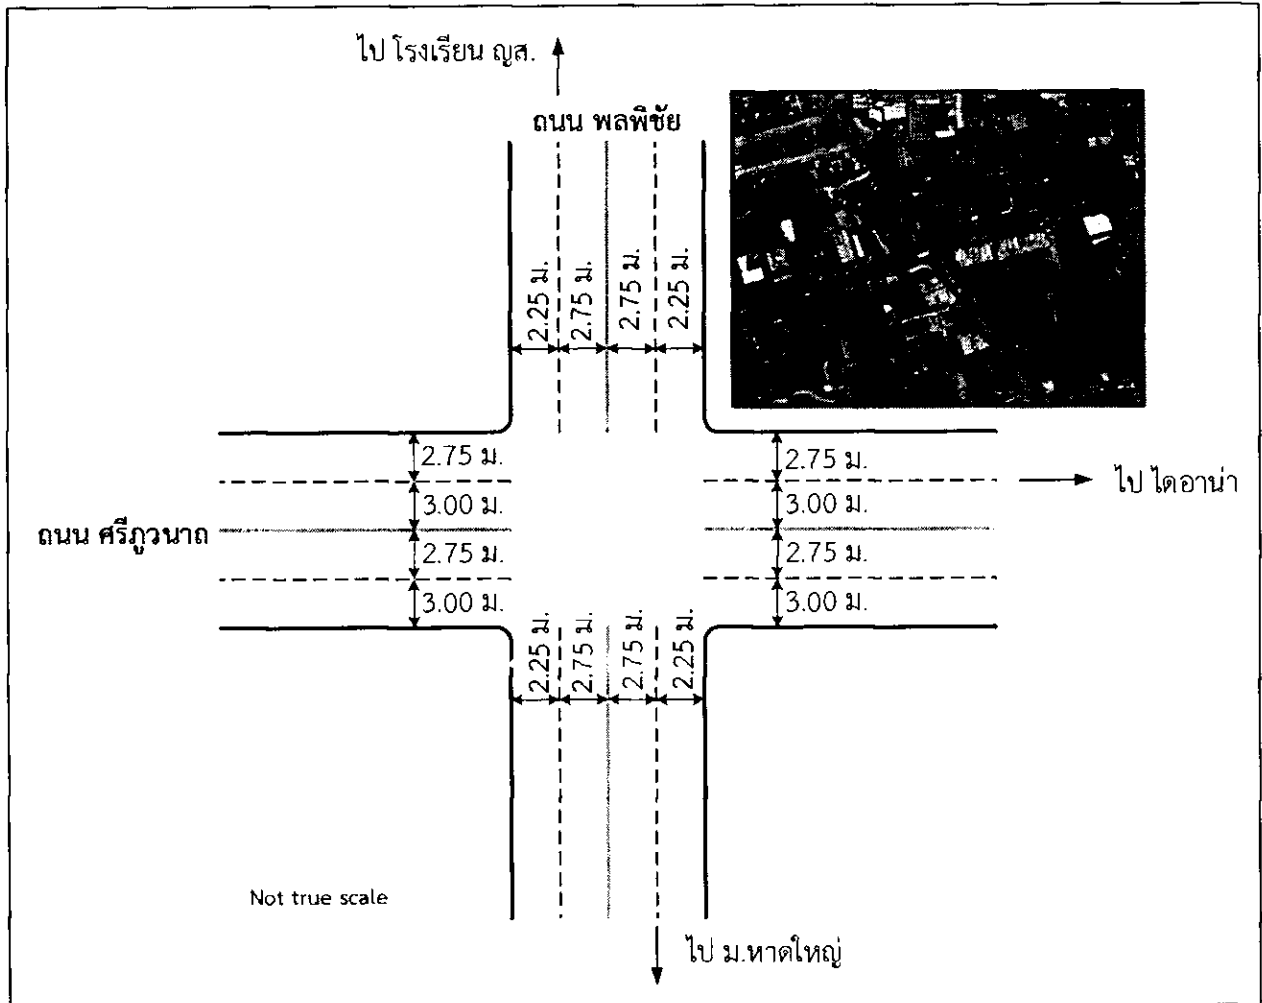 ไป โรงเรียน ญส.
ถนน พลพิชัย
2.25 ม.
2.75 ม.
2.75 ม.
2.25 ม.
2.75 ม.
3.00 ม.
2.75 ม.
3.00 ม.
2.75 ม.
3.00 ม.
2.75 ม.
3.00 ม.
ไป ไดอาน่า
ถนน ศรีภูวนาถ
2.25 ม.
2.75 ม.
2.75 ม.
2.25 ม.
Not true scale
ไป ม.หาดใหญ่